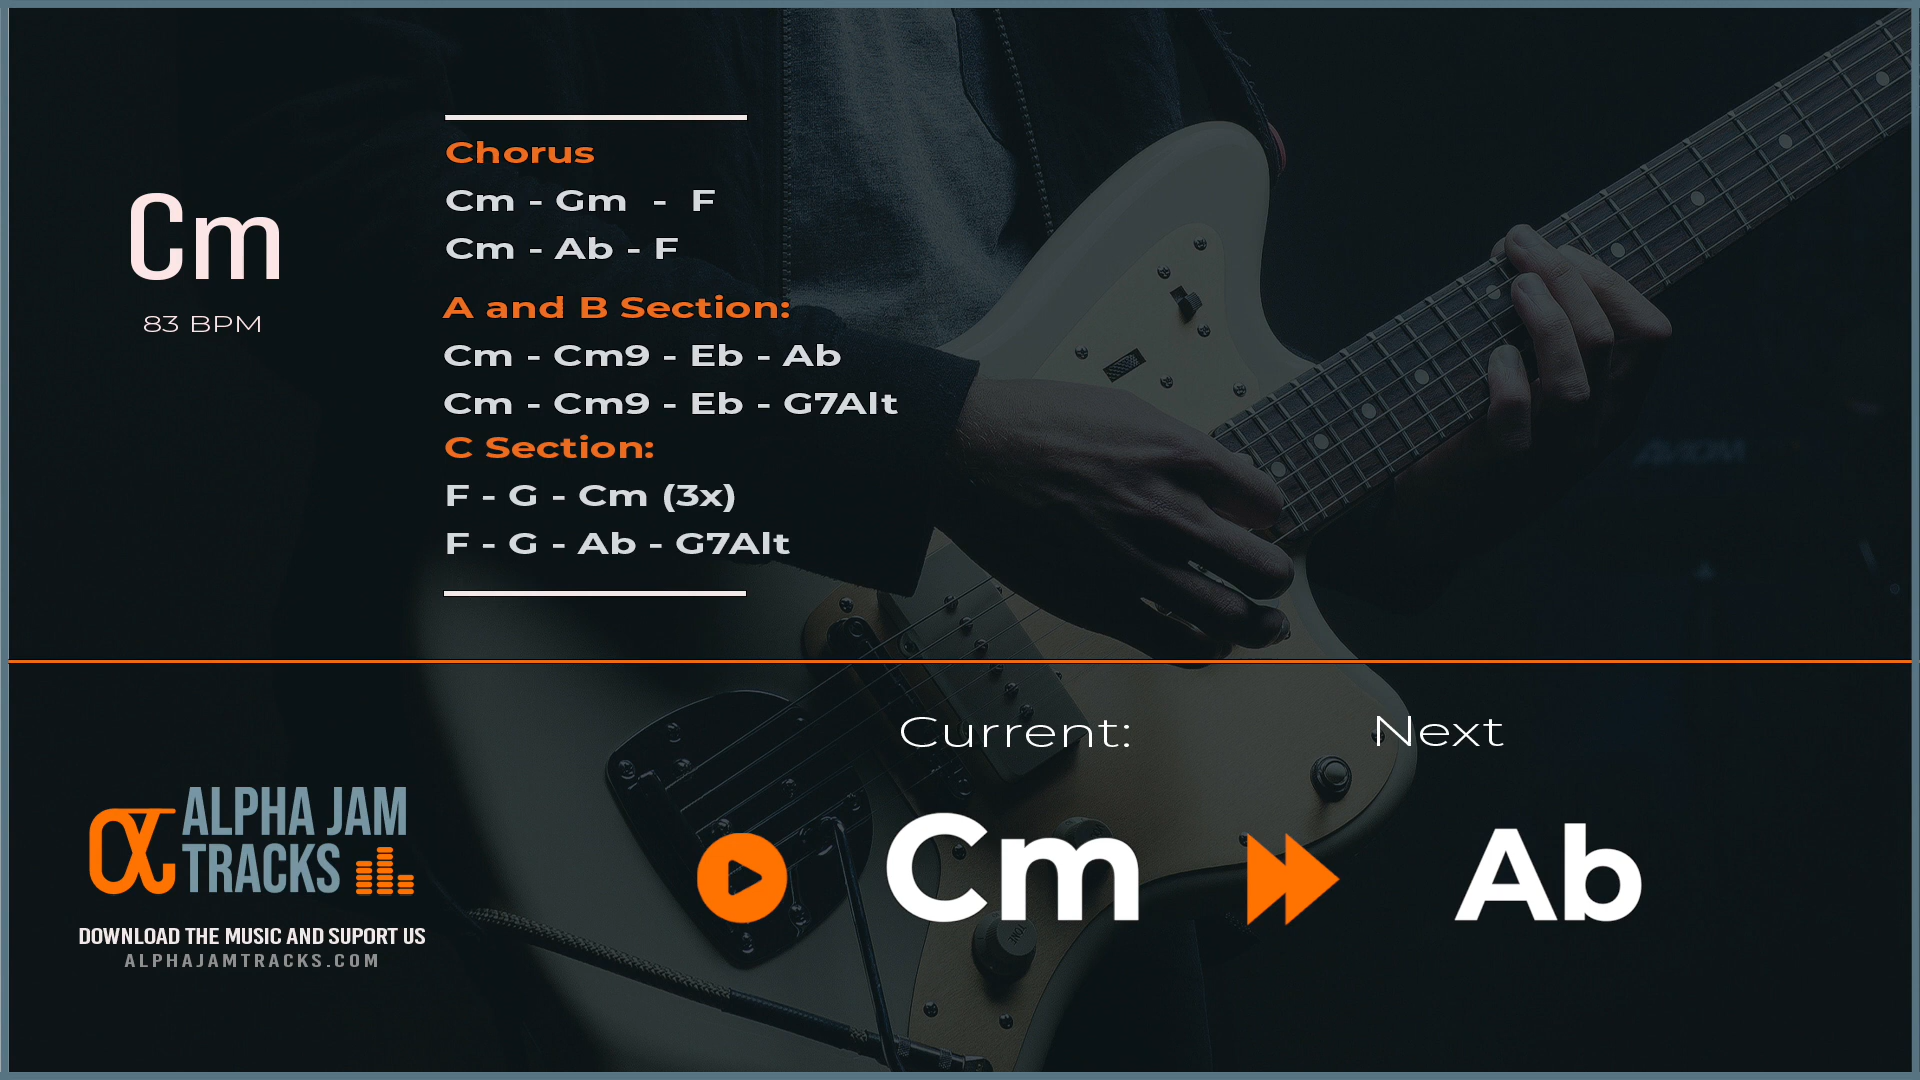 Cm
83 BPM
Chorus
Cm - Gm - F
Cm - Ab - F
A and B Section:
Cm - Cm9 - Eb - Ab
Cm - Cm9 - Eb - G7Alt
C Section:
F - G - Cm (3x)
F - G - Ab - G7Alt
Current:
Next
Cm
Ab
ALPHA JAM
TRACKS
DOWNLOAD THE MUSIC AND SUPORT US
ALPHAJAMTRACKS.COM
AVIOM
TONE